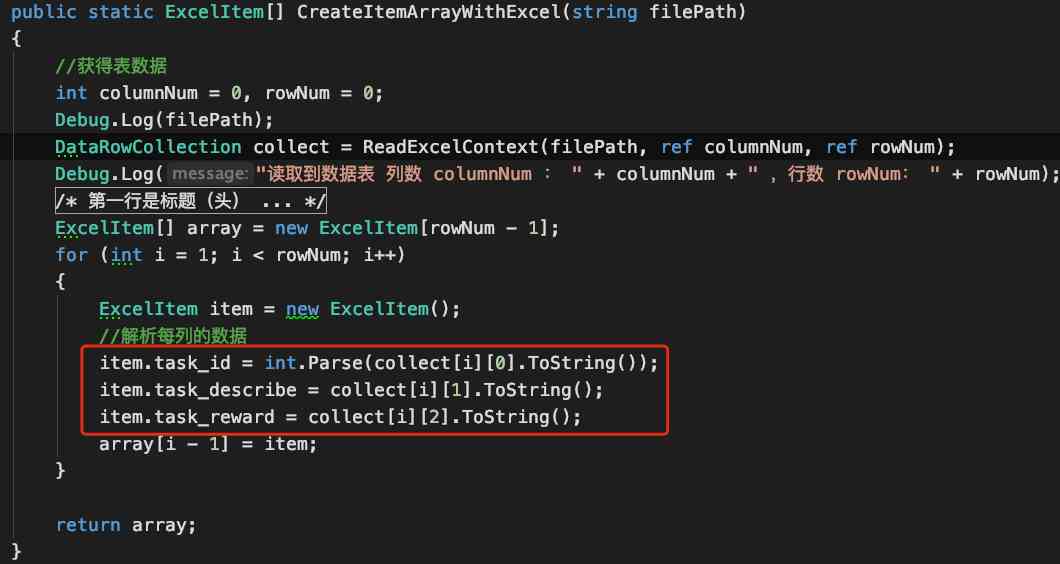 public static ExcelItem[] CreateItemArrayWithExcel(string filePath)
{
//获得表数据
int columnNum = 0, rowNum = 0;
Debug.Log(filePath);
DataRowCollection collect = ReadExcelContext(filePath, ref columnNum, ref rowNum);
Debug.Log( message: "读取到数据表 列数 columnNum : " + columnNum + " ,行数 rowNum: " + rowNum);
/* 第一行是标题（头） ... */
ExcelItem[] array = new ExcelItem[rowNum - 1];
for (int i = 1; i < rowNum; i++)
{
ExcelItem item = new ExcelItem();
//解析每列的数据
item.task_id = int.Parse(collect[i][0].ToString());
item.task_describe = collect[i][1].ToString();
item.task_reward = collect[i][2].ToString();
array[i - 1] = item;
}
return array;
}